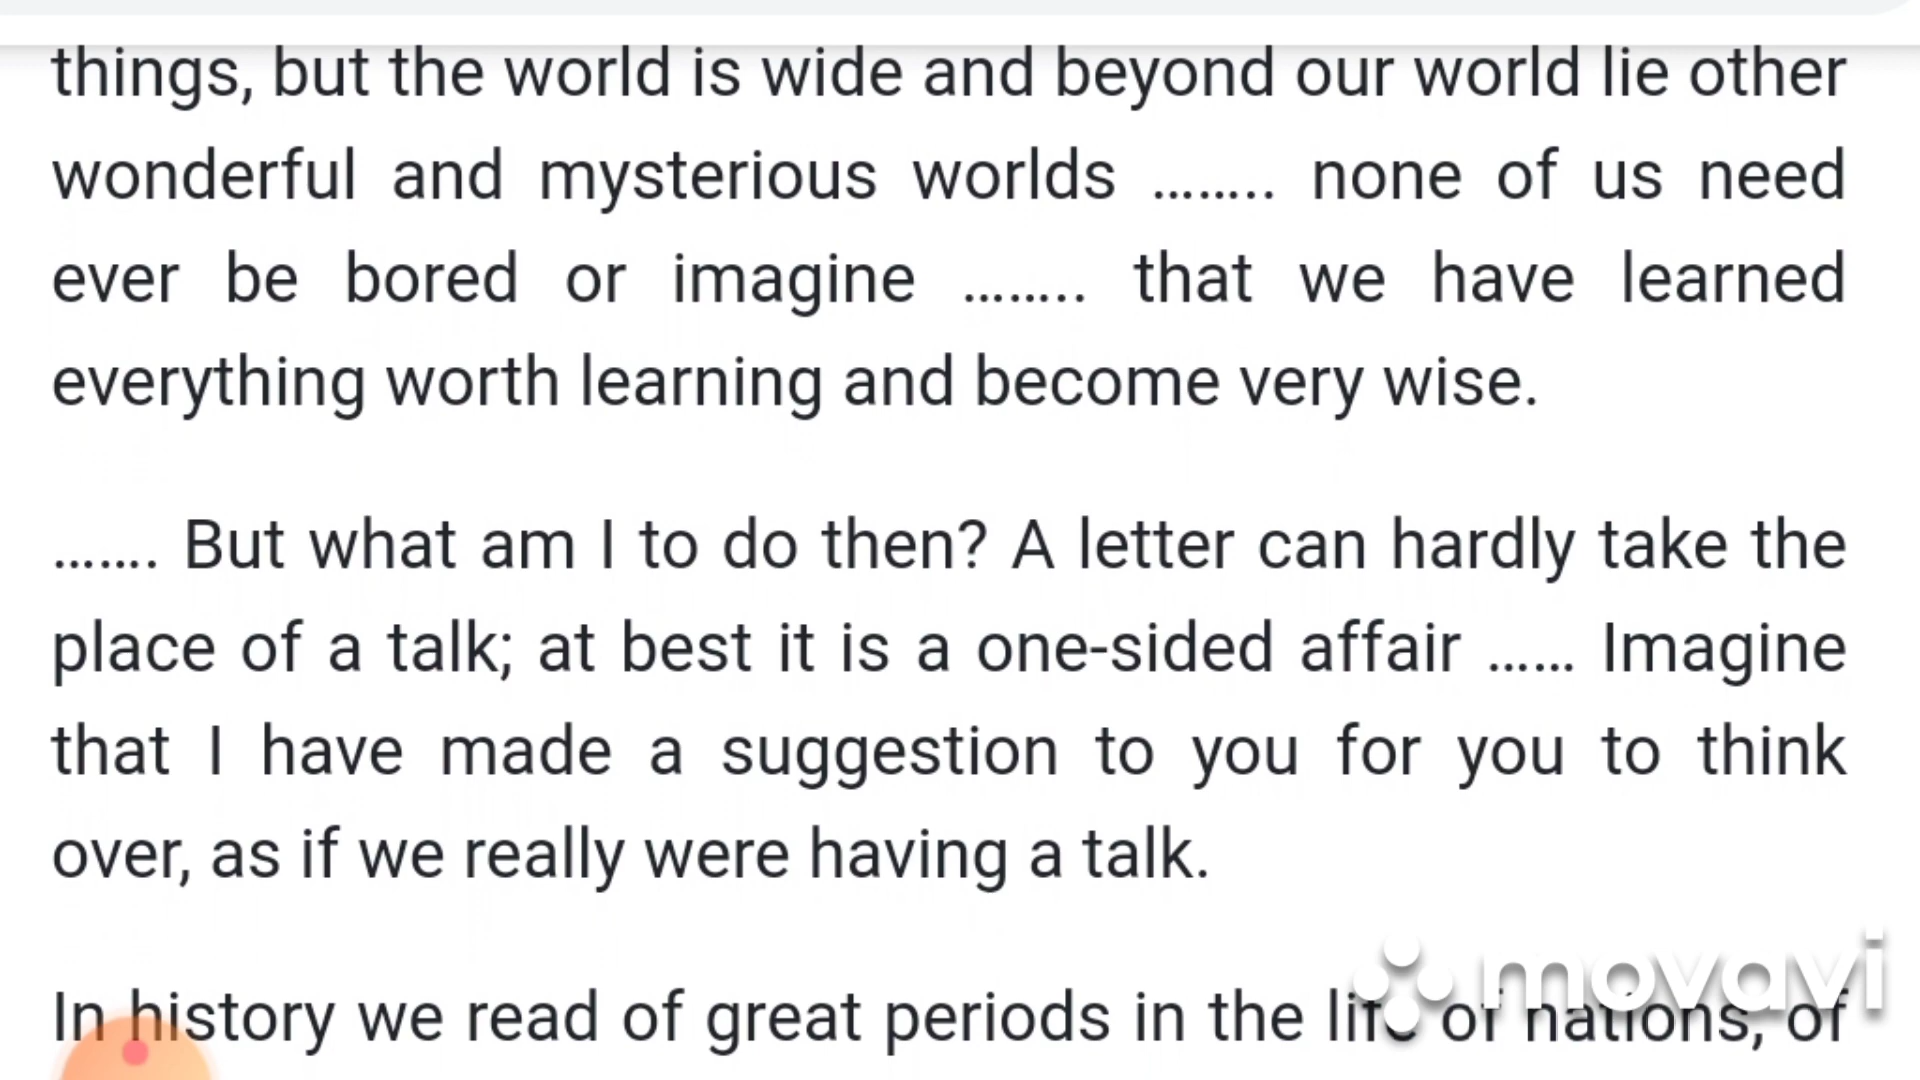 things, but the world is wide and beyond our world lie other
wonderful and mysterious worlds …….. none of us need
ever be bored or imagine …….. that we have learned
everything worth learning and become very wise.
……. But what am I to do then? A letter can hardly take the
place of a talk; at best it is a one-sided affair …... Imagine
that I have made a suggestion to you for you to think
over, as if we really were having a talk.
In history we read of great periods in the life of nations, of
movavi